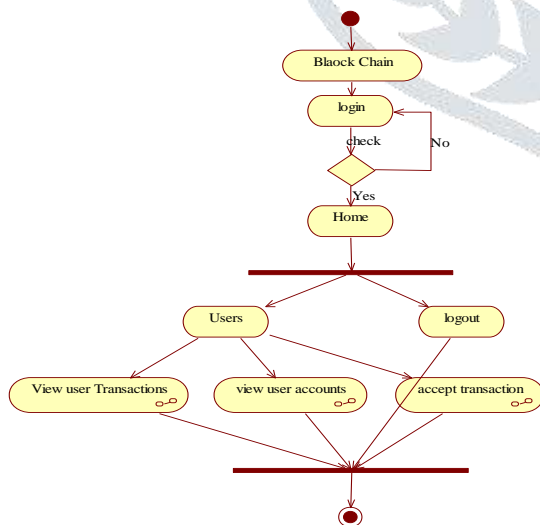 Blaock Chain
login
check
No
Yes
Home
Users
logout
View user Transactions
view user accounts
accept transaction